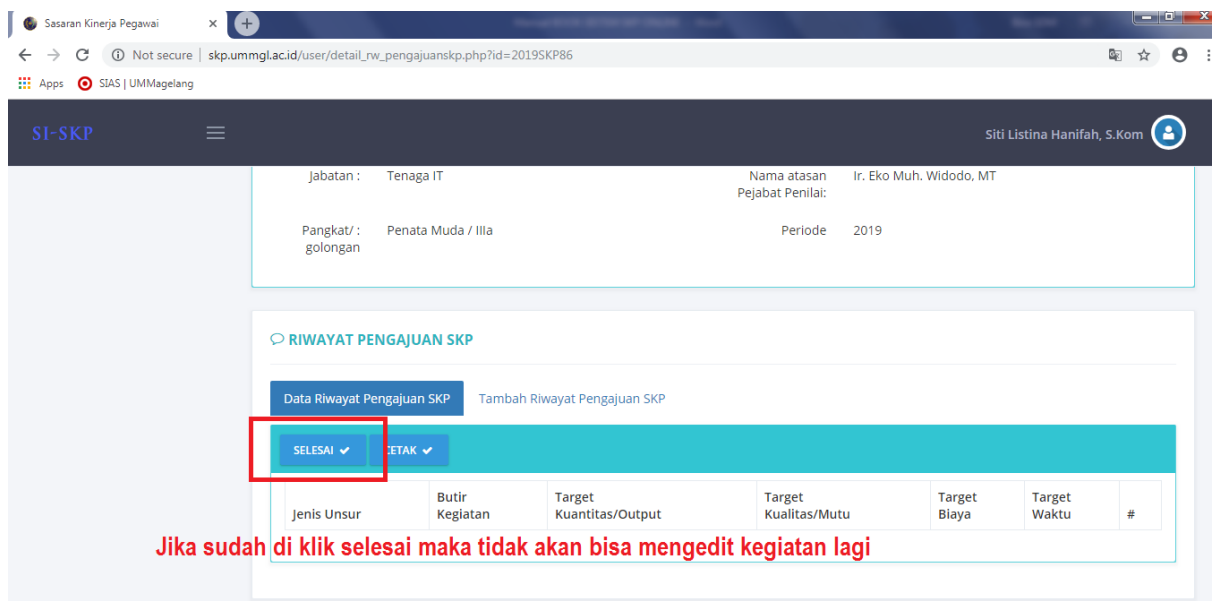 Sasaran Kinerja Pegawai
Not secure | skp.ummgl.ac.id/user/detail_rw_pengajuanskp.php?id=2019SKP86
Apps SIAS | UMMagelang
SI-SKP
Siti Listina Hanifah, S.Kom
Jabatan : Tenaga IT
Nama atasan Pejabat Penilai: Ir. Eko Muh. Widodo, MT
Pangkat/ : golongan Penata Muda / IIIa
Periode 2019
RIWAYAT PENGAJUAN SKP
Data Riwayat Pengajuan SKP Tambah Riwayat Pengajuan SKP
SELESAI CETAK
Jenis Unsur Butir Kegiatan Target Kuantitas/Output Target Kualitas/Mutu Target Biaya Target Waktu #
Jika sudah di klik selesai maka tidak akan bisa mengedit kegiatan lagi